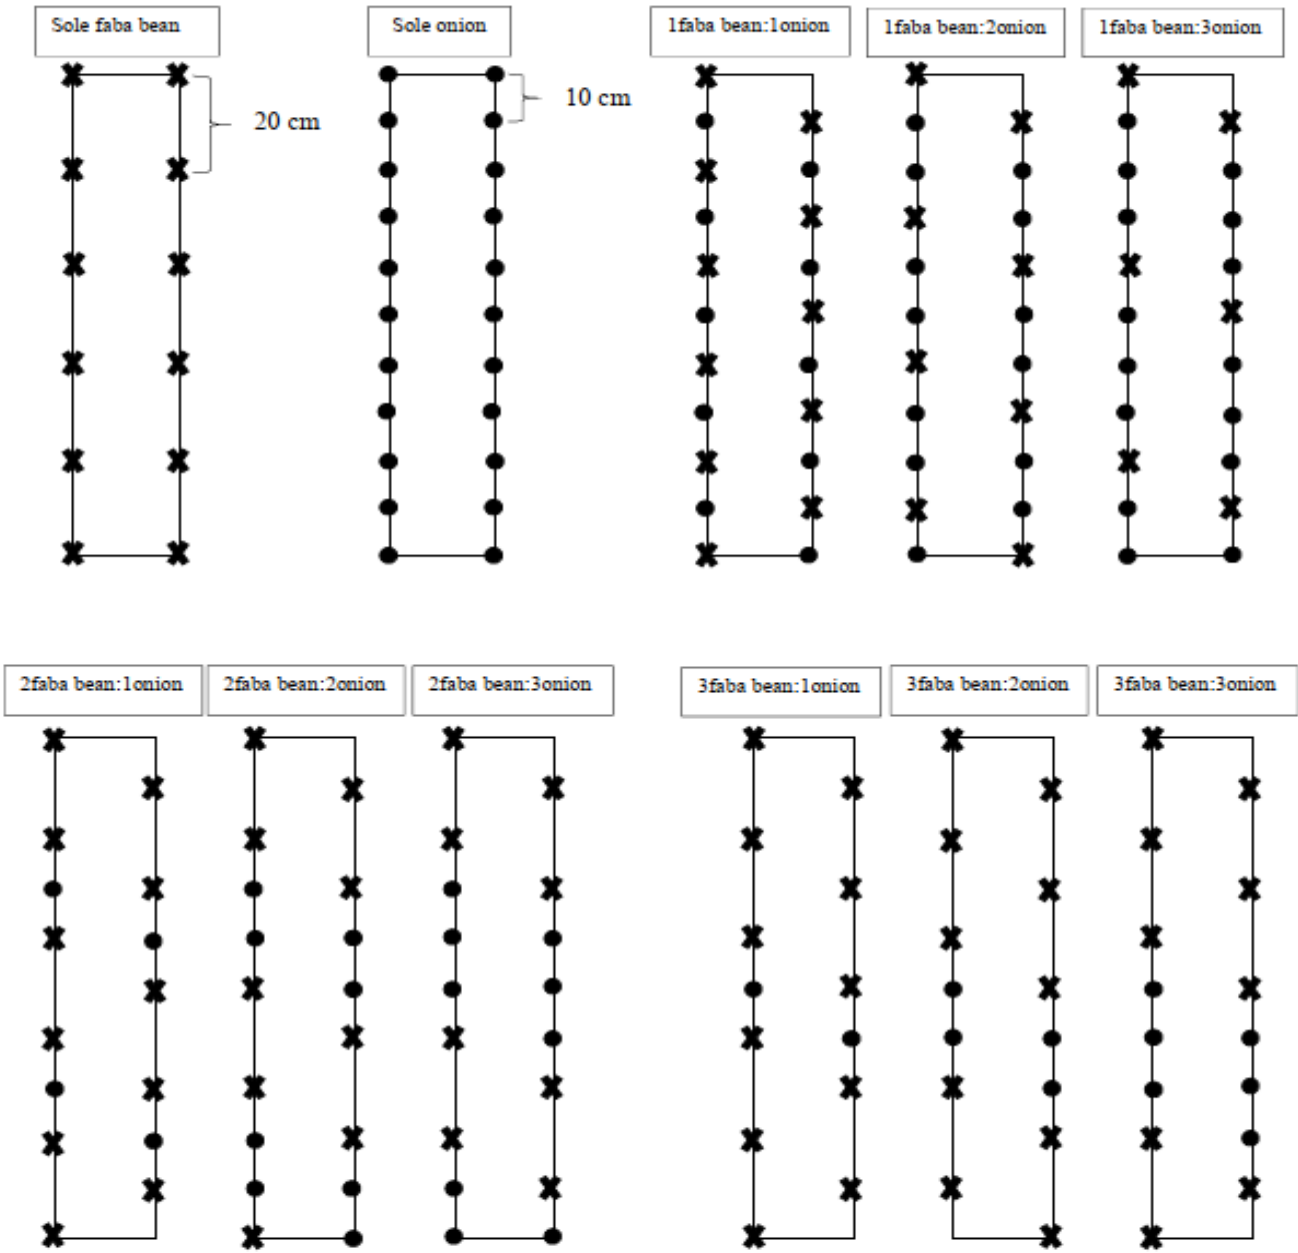 Sole faba bean
Sole onion
1faba bean:1onion
1faba bean:2onion
1faba bean:3onion
20 cm
10 cm
2faba bean:1onion
2faba bean:2onion
2faba bean:3onion
3faba bean:1onion
3faba bean:2onion
3faba bean:3onion